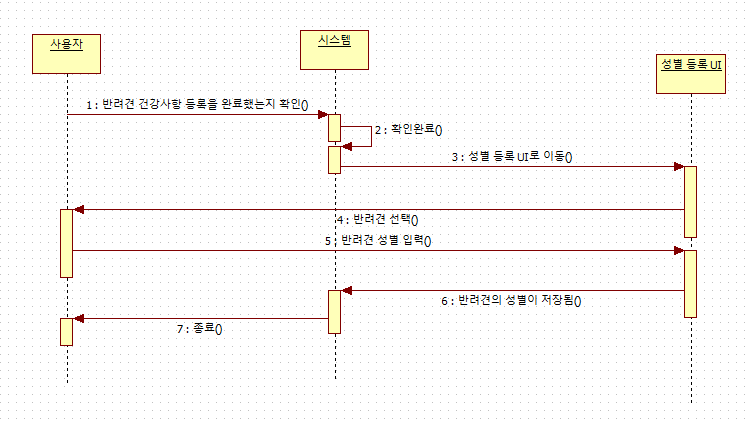 사용자
시스템
성별 등록 UI
1 : 반려견 건강사항 등록을 완료했는지 확인()
2 : 확인완료()
3 : 성별 등록 UI로 이동()
4 : 반려견 선택()
5 : 반려견 성별 입력()
6 : 반려견의 성별이 저장됨()
7 : 종료()